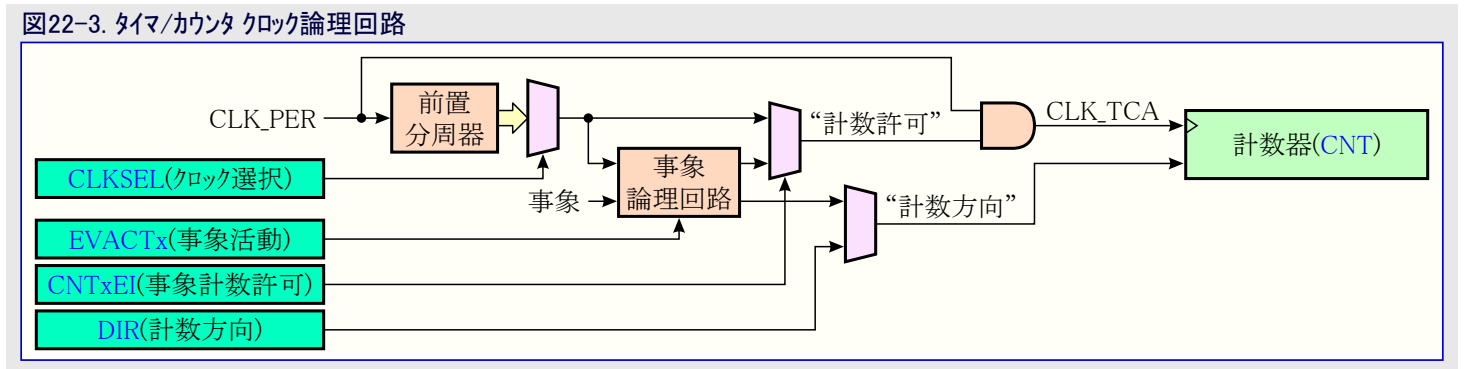 図22-3. タイマ/カウンタ クロック論理回路
CLK_PER
前置
分周器
“計数許可”
CLK_TCA
計数器(CNT)
CLKSEL(クロック選択)
事象
論理回路
事象
“計数方向”
EVACTx(事象活動)
CNTxEI(事象計数許可)
DIR(計数方向)